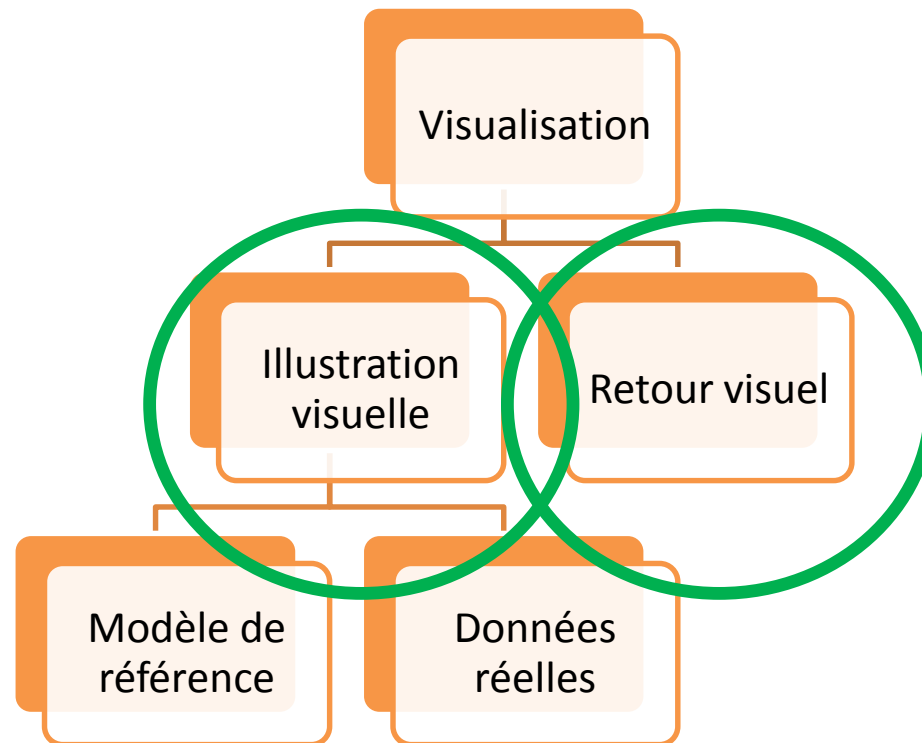 Visualisation
Illustration
visuelle
Retour visuel
Modèle de
référence
Données
réelles